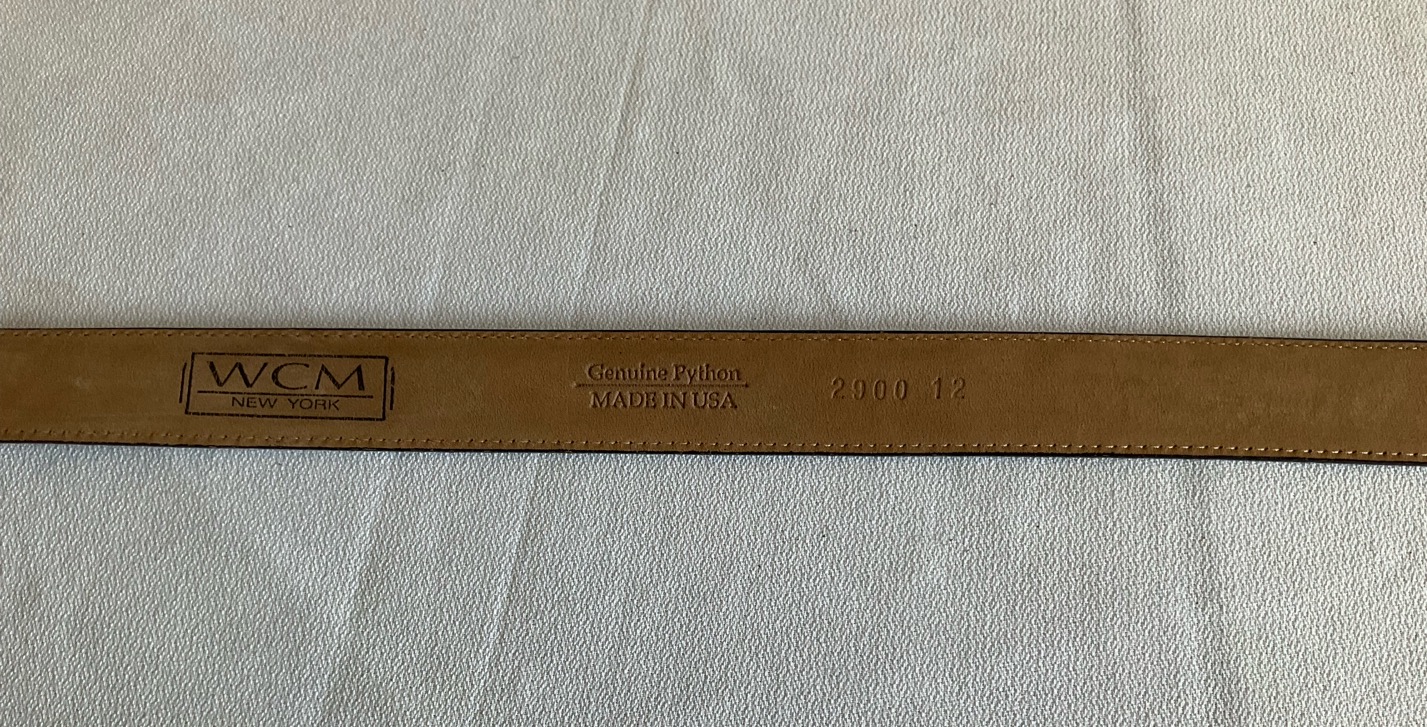 WCM
NEW YORK
Genuine Python
MADE IN USA
2900 12